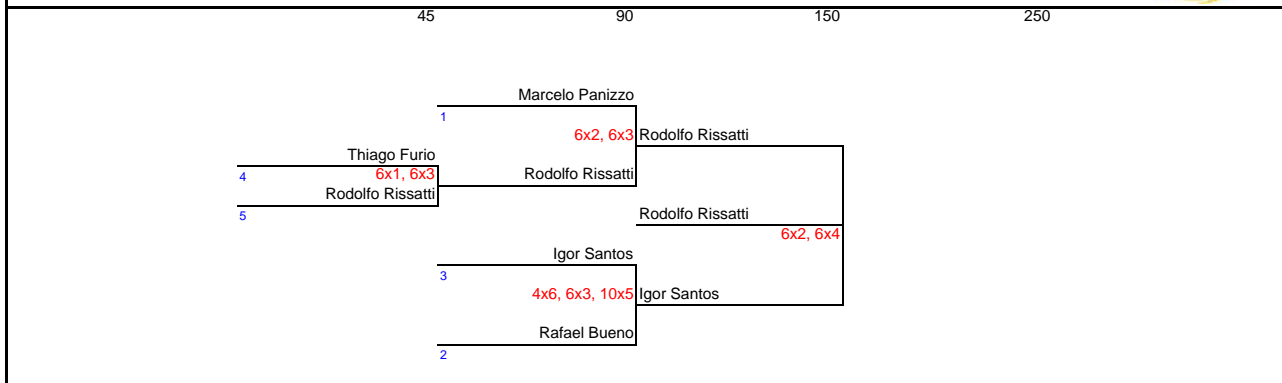 45 90 150 250
Marcelo Panizzo
1
6x2, 6x3 Rodolfo Rissatti
Thiago Furio
4 6x1, 6x3 Rodolfo Rissatti
Rodolfo Rissatti
5
Rodolfo Rissatti
6x2, 6x4
Igor Santos
3
4x6, 6x3, 10x5 Igor Santos
Rafael Bueno
2